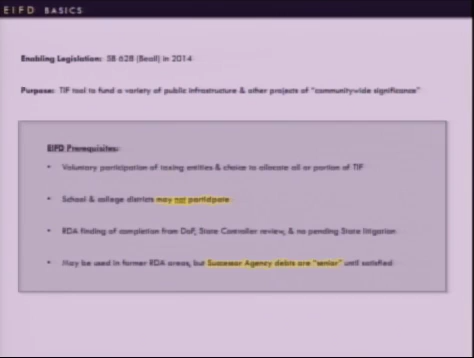 EIFD BASICS
Enabling Legislation: SB 628 (Beall) in 2014
Purpose: TIF tool to fund a variety of public infrastructure & other projects of "communitywide significance"
EIFD Prerequisites:
• Voluntary participation of taxing entities & choice to allocate all or portion of TIF
• School & college districts may not participate
• RDA finding of completion from DoF, State Controller review, & no pending State litigation
• May be used in former RDA areas, but Successor Agency debts are "senior" until satisfied